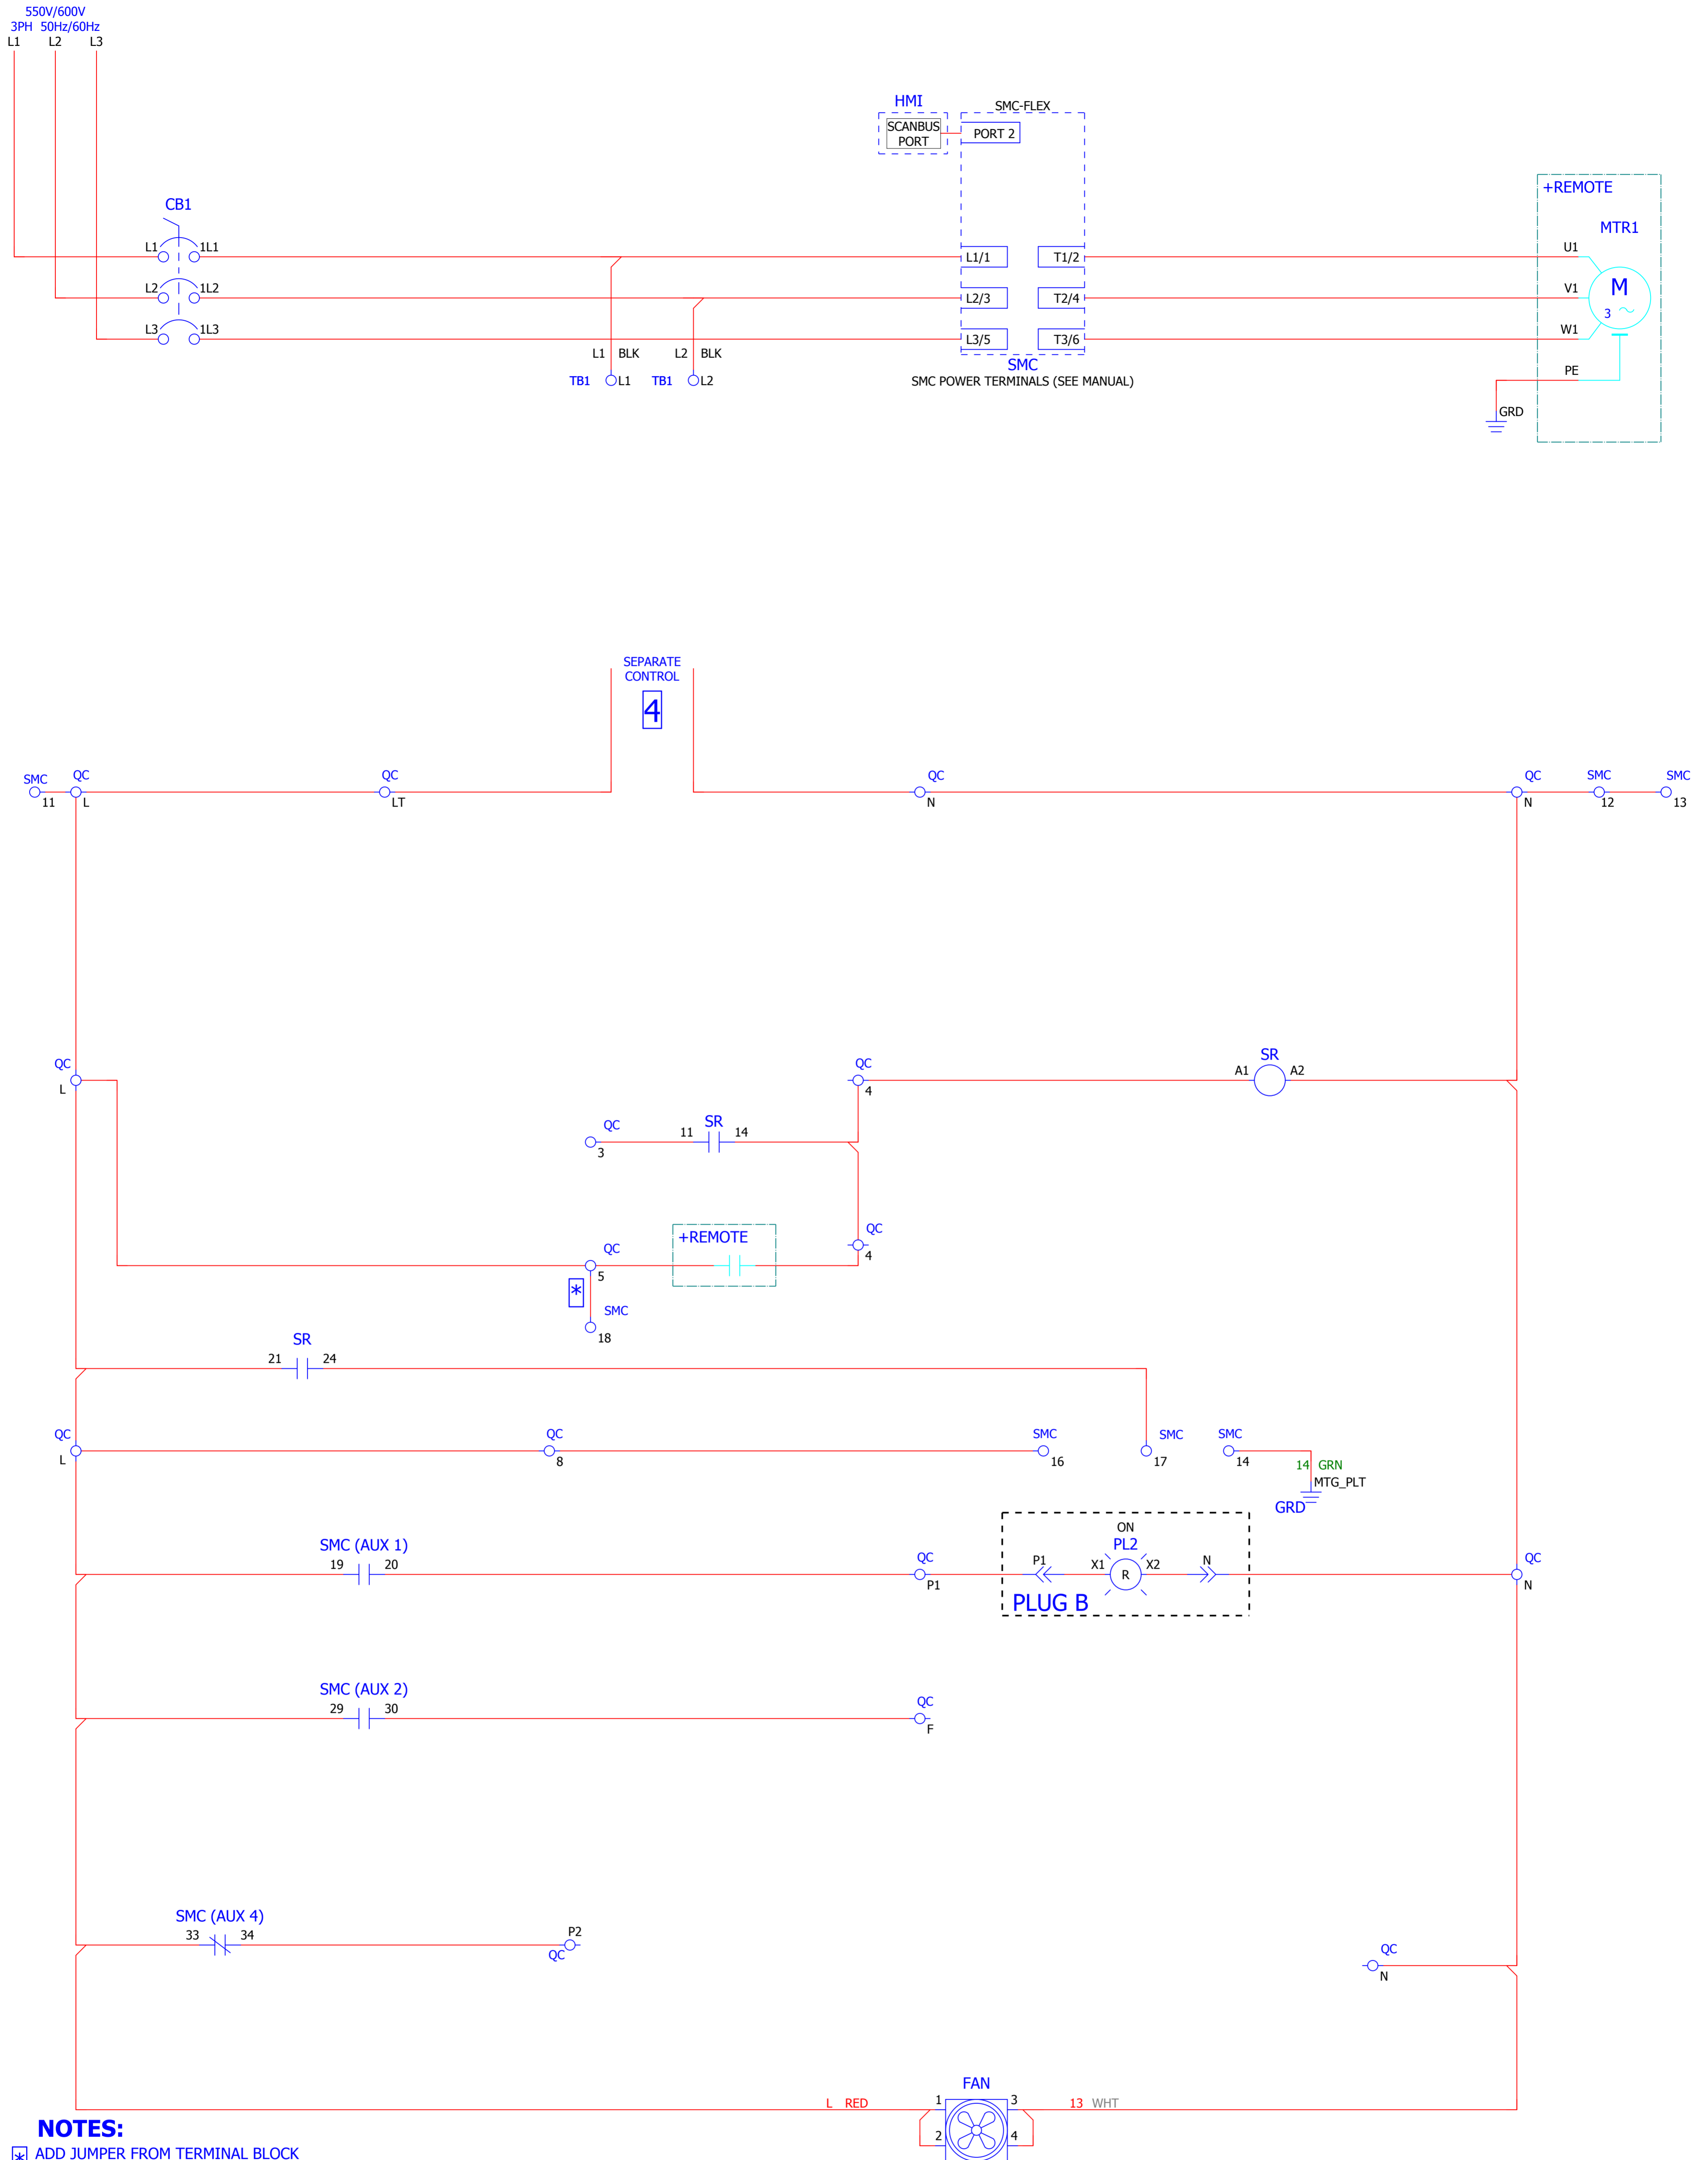 550V/600V
3PH 50Hz/60Hz
L1 L2 L3
HMI
SCANBUS
PORT
SMC-FLEX
PORT 2
+REMOTE
MTR1
CB1
L1 1L1
L1/1 T1/2
U1
L2 1L2
L2/3 T2/4
V1
M
3
L3 1L3
L3/5 T3/6
W1
L1 BLK L2 BLK
SMC
TB1 L1 TB1 L2
SMC POWER TERMINALS (SEE MANUAL)
PE
GRD
SEPARATE
CONTROL
4
SMC QC QC QC QC SMC SMC
11 L LT N N 12 13
QC QC SR
L 4 A1 A2
QC 11 SR 14
3
+REMOTE
QC
4
QC
5
*
SMC
18
SR
21 24
QC QC SMC SMC SMC
L 8 16 17 14
14 GRN
MTG_PLT
GRD
SMC (AUX 1)
19 20
QC
P1
ON
PL2
P1 X1 R X2 N
PLUG B
QC
N
SMC (AUX 2)
29 30
QC
F
SMC (AUX 4)
33 34
P2
QC
QC
N
FAN
L RED 1 3 13 WHT
2 4
NOTES:
* ADD JUMPER FROM TERMINAL BLOCK